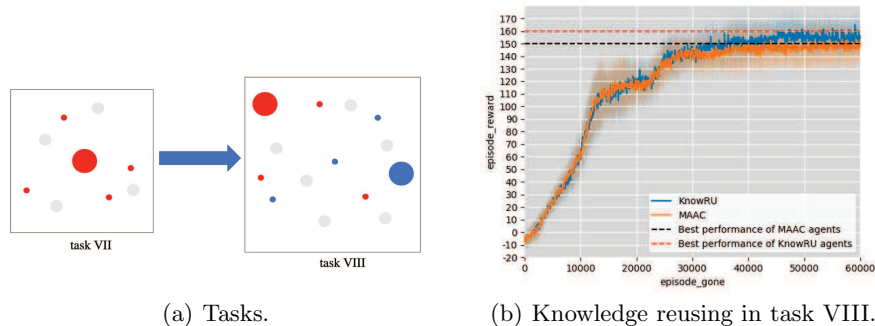 task VII
task VIII
(a) Tasks.
170
160
150
140
130
120
110
100
90
80
70
60
50
40
30
20
10
0
-10
-20
episode_reward
KnowRU
MAAC
Best performance of MAAC agents
Best performance of KnowRU agents
0 10000 20000 30000 40000 50000 60000
episode_gone
(b) Knowledge reusing in task VIII.